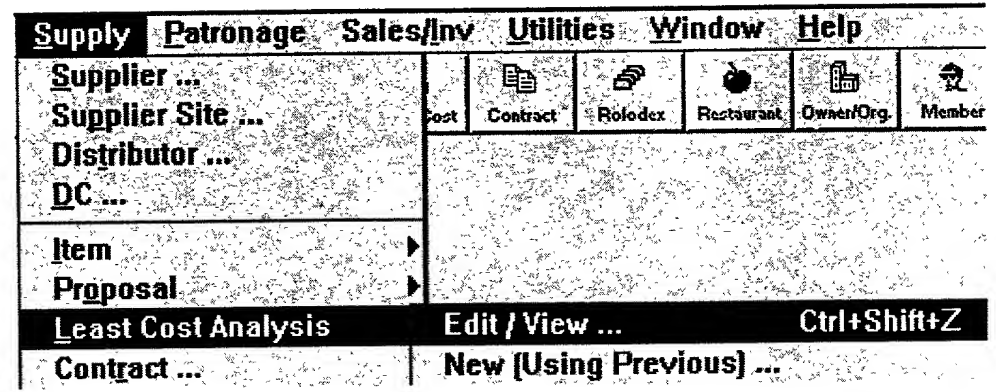 Supply Patronage Sales/Inv Utilities Window Help
Supplier ...
Supplier Site ...
Distributor ...
DC ...
Cost Contract Rolodex Restaurant Owner/Org. Member
Item
Proposal
Least Cost Analysis
Contract ...
Edit / View ... Ctrl+Shift+Z
New (Using Previous) ...